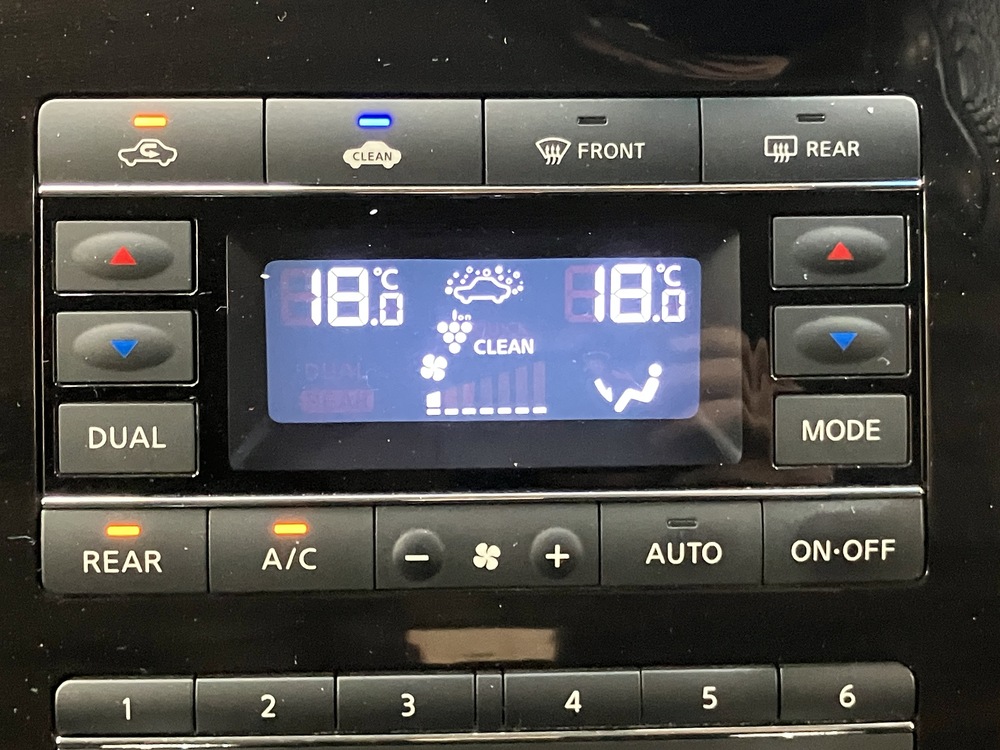 CLEAN FRONT REAR
18.0 °C 18.0 °C
Ion
CLEAN
DUAL MODE
REAR A/C - + AUTO ON·OFF
1 2 3 4 5 6